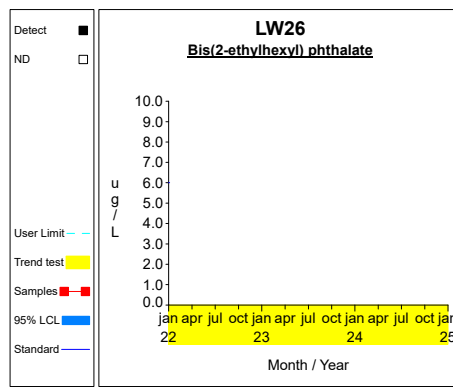 Detect
ND
User Limit
Trend test
Samples
95% LCL
Standard
LW26
Bis(2-ethylhexyl) phthalate
ug/L
10.0
9.0
8.0
7.0
6.0
5.0
4.0
3.0
2.0
1.0
0.0
jan apr jul oct jan apr jul oct jan apr jul oct jan
22 23 24 25
Month / Year